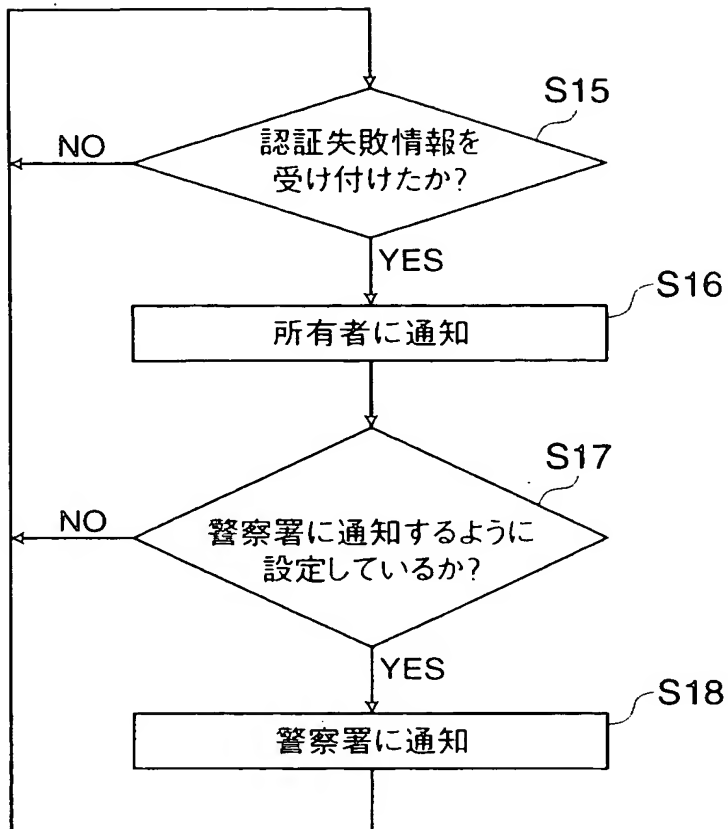 S15
認証失敗情報を
受け付けたか?
NO
YES
S16
所有者に通知
S17
警察署に通知するように
設定しているか?
NO
YES
S18
警察署に通知